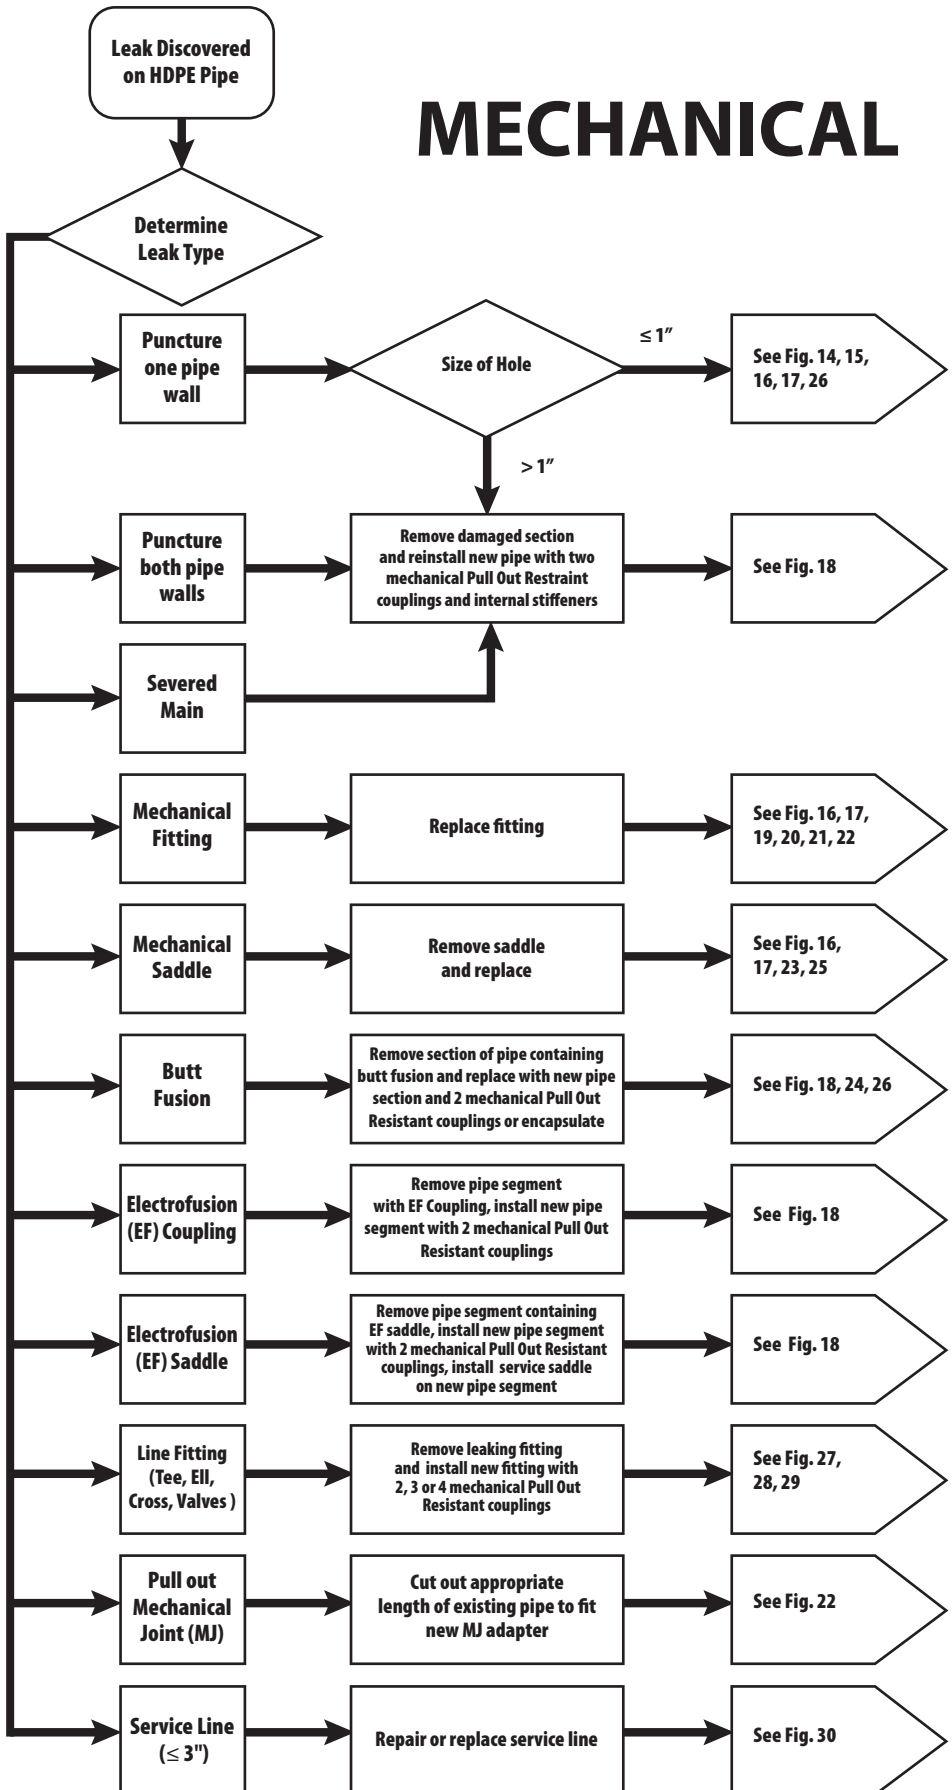 Leak Discovered
on HDPE Pipe
MECHANICAL
Determine
Leak Type
Puncture
one pipe
wall
Size of Hole
≤ 1”
See Fig. 14, 15,
16, 17, 26
> 1”
Puncture
both pipe
walls
Remove damaged section
and reinstall new pipe with two
mechanical Pull Out Restraint
couplings and internal stiffeners
See Fig. 18
Severed
Main
Mechanical
Fitting
Replace fitting
See Fig. 16, 17,
19, 20, 21, 22
Mechanical
Saddle
Remove saddle
and replace
See Fig. 16,
17, 23, 25
Butt
Fusion
Remove section of pipe containing
butt fusion and replace with new pipe
section and 2 mechanical Pull Out
Resistant couplings or encapsulate
See Fig. 18, 24, 26
Electrofusion
(EF) Coupling
Remove pipe segment
with EF Coupling, install new pipe
segment with 2 mechanical Pull Out
Resistant couplings
See Fig. 18
Electrofusion
(EF) Saddle
Remove pipe segment containing
EF saddle, install new pipe segment
with 2 mechanical Pull Out Resistant
couplings, install service saddle
on new pipe segment
See Fig. 18
Line Fitting
(Tee, Ell,
Cross, Valves )
Remove leaking fitting
and install new fitting with
2, 3 or 4 mechanical Pull Out
Resistant couplings
See Fig. 27,
28, 29
Pull out
Mechanical
Joint (MJ)
Cut out appropriate
length of existing pipe to fit
new MJ adapter
See Fig. 22
Service Line
(≤ 3")
Repair or replace service line
See Fig. 30